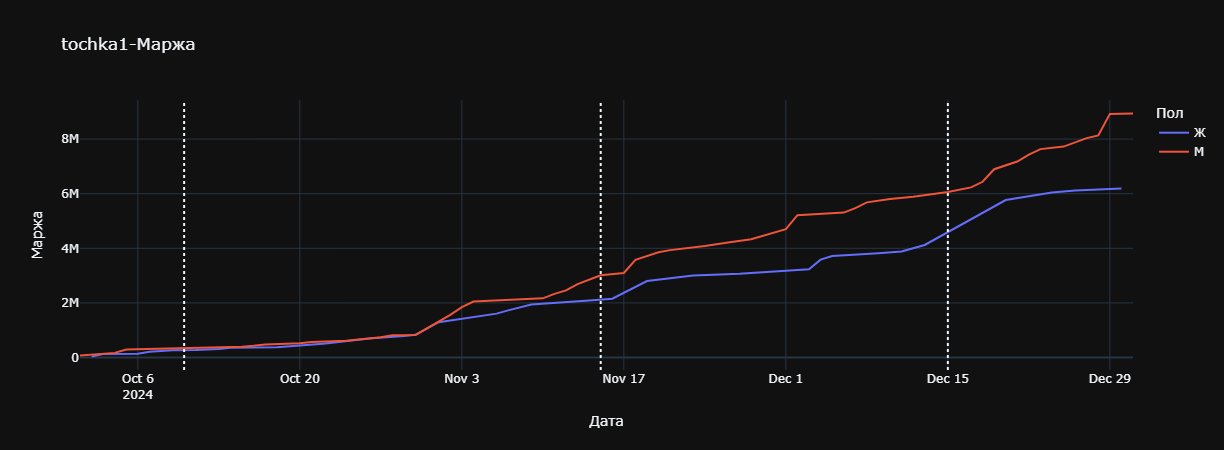 tochka1-Маржа
Пол
Ж
М
Маржа
8M
6M
4M
2M
0
Oct 6
2024
Oct 20
Nov 3
Nov 17
Dec 1
Dec 15
Dec 29
Дата